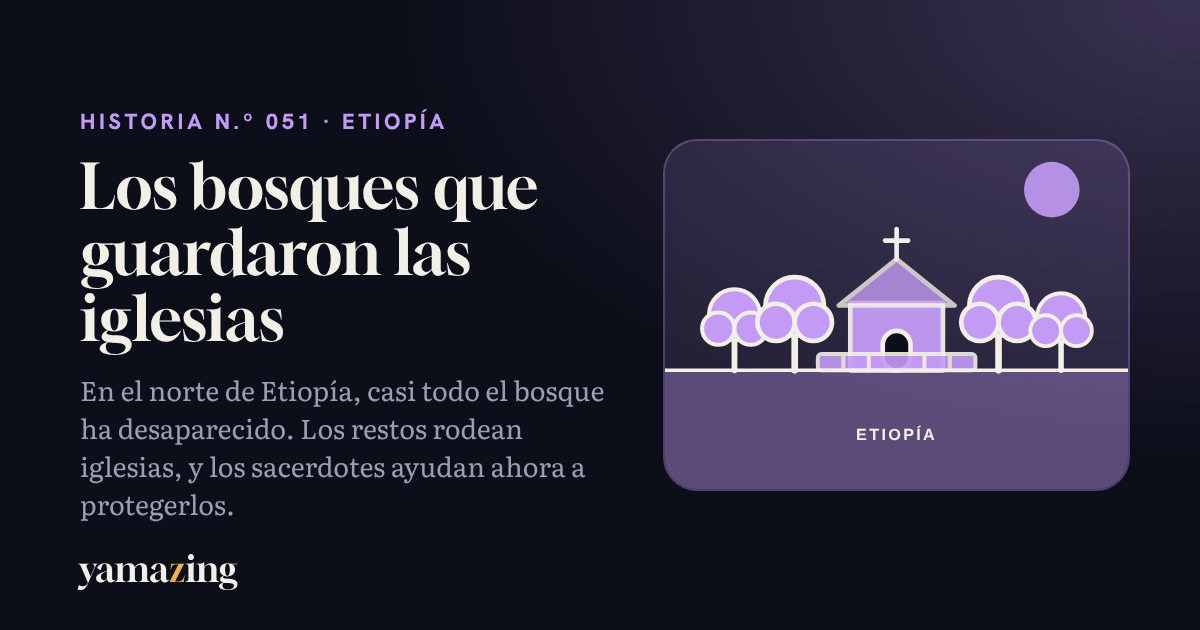 HISTORIA N.º 051 · ETIOPÍA
Los bosques que
guardaron las
iglesias
En el norte de Etiopía, casi todo el bosque
ha desaparecido. Los restos rodean
iglesias, y los sacerdotes ayudan ahora a
protegerlos.
yamazing
ETIOPÍA